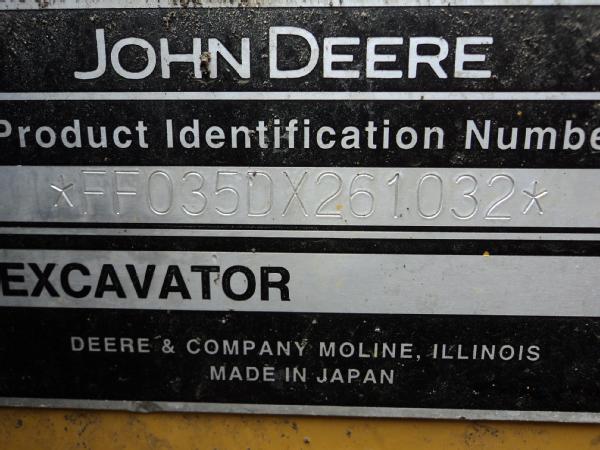 JOHN DEERE
Product Identification Numbe
*FF035DX261032*
EXCAVATOR
DEERE & COMPANY MOLINE, ILLINOIS
MADE IN JAPAN